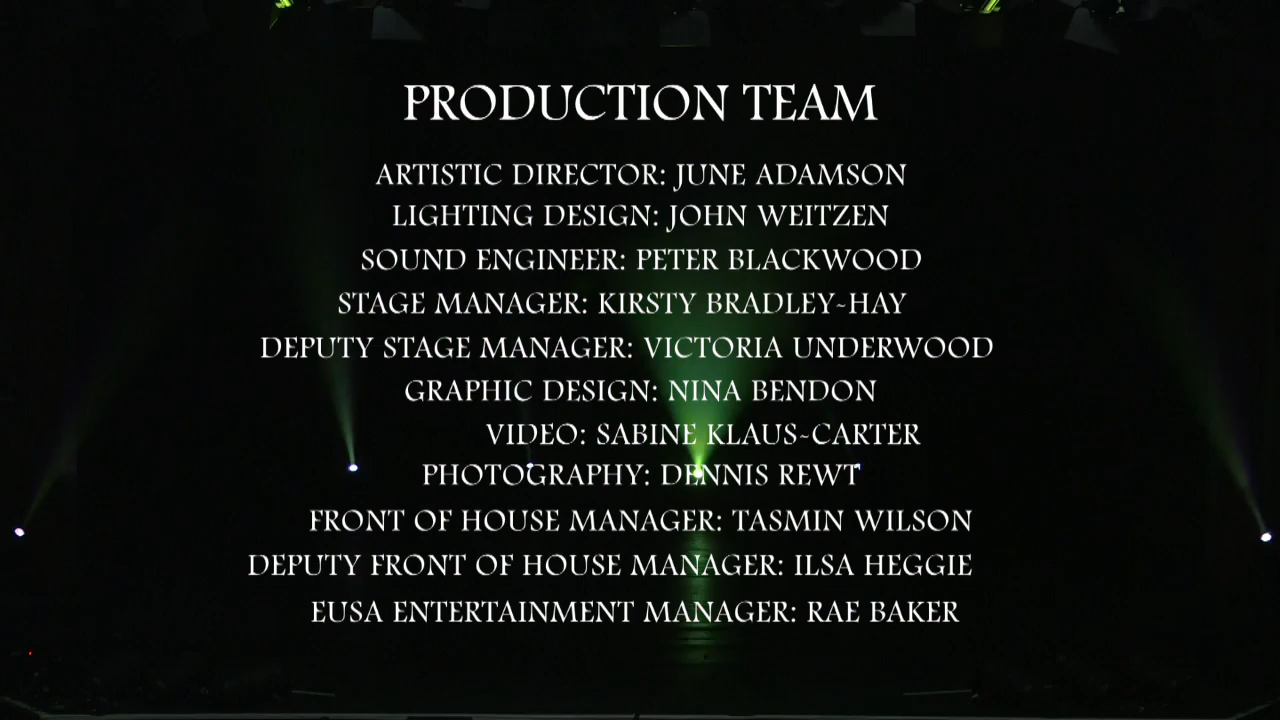 PRODUCTION TEAM
ARTISTIC DIRECTOR: JUNE ADAMSON
LIGHTING DESIGN: JOHN WEITZEN
SOUND ENGINEER: PETER BLACKWOOD
STAGE MANAGER: KIRSTY BRADLEY-HAY
DEPUTY STAGE MANAGER: VICTORIA UNDERWOOD
GRAPHIC DESIGN: NINA BENDON
VIDEO: SABINE KLAUS-CARTER
PHOTOGRAPHY: DENNIS REWT
FRONT OF HOUSE MANAGER: TASMIN WILSON
DEPUTY FRONT OF HOUSE MANAGER: ILSA HEGGIE
EUSA ENTERTAINMENT MANAGER: RAE BAKER